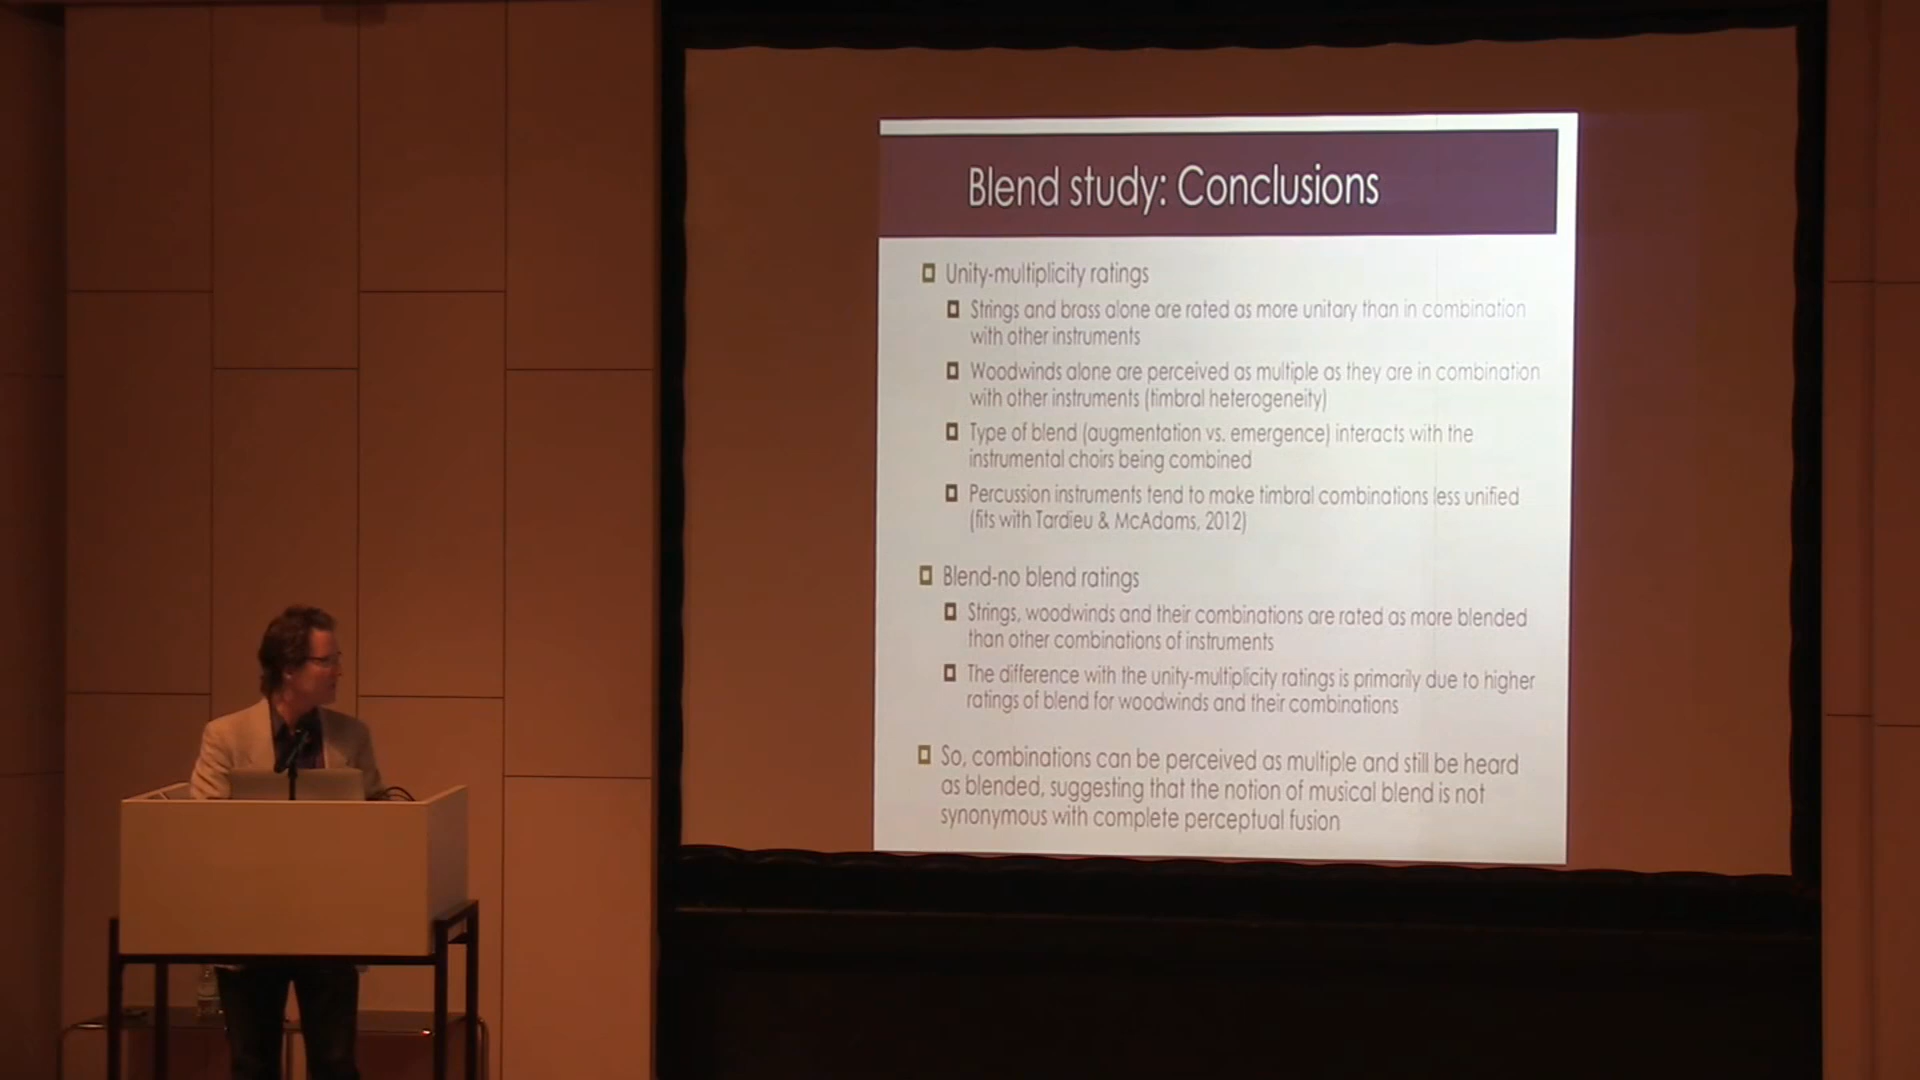 Blend study: Conclusions
Unity-multiplicity ratings
Strings and brass alone are rated as more unitary than in combination
with other instruments
Woodwinds alone are perceived as multiple as they are in combination
with other instruments (timbral heterogeneity)
Type of blend (augmentation vs. emergence) interacts with the
instrumental choirs being combined
Percussion instruments tend to make timbral combinations less unified
(fits with Tardieu & McAdams, 2012)
Blend-no blend ratings
Strings, woodwinds and their combinations are rated as more blended
than other combinations of instruments
The difference with the unity-multiplicity ratings is primarily due to higher
ratings of blend for woodwinds and their combinations
So, combinations can be perceived as multiple and still be heard
as blended, suggesting that the notion of musical blend is not
synonymous with complete perceptual fusion